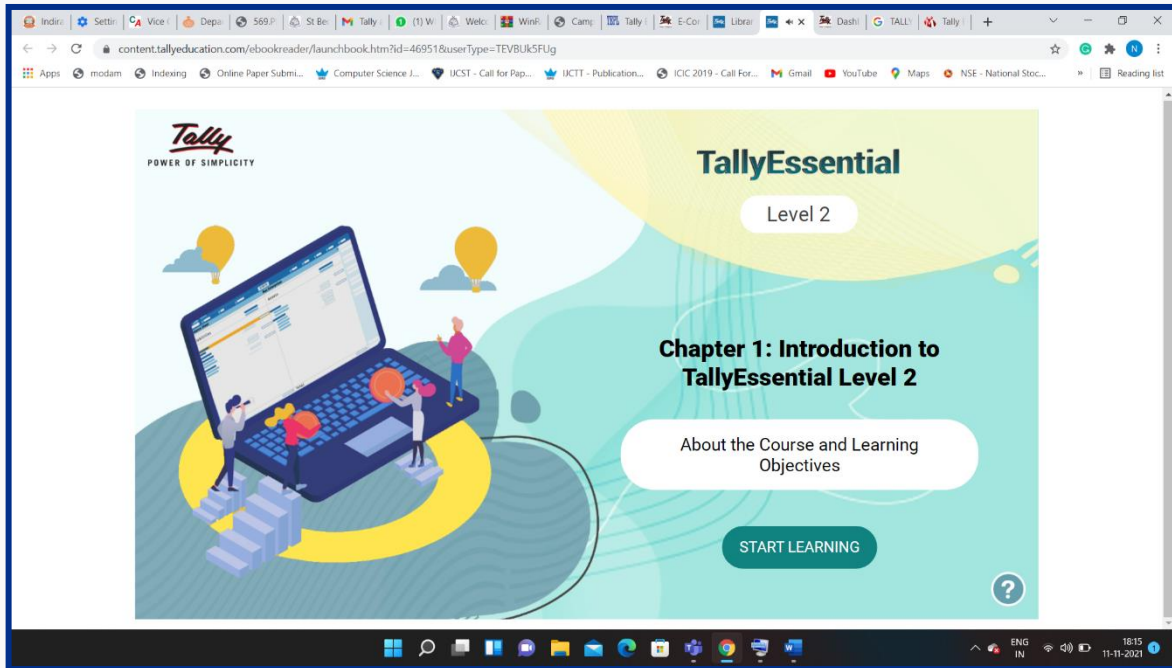 Indira
Settin
CA Vice
Depa
569.P
St Be
Tally
(1) W
Welc
WinR
Camp
Tally
E-Cor
Librar
Dash
TALLY
Tally
content.tallyeducation.com/ebookreader/launchbook.htm?id=46951&userType=TEVBUk5FUg
N
Apps modam Indexing Online Paper Submi... Computer Science J... IJCST - Call for Pap... IJCTT - Publication... ICIC 2019 - Call For... Gmail YouTube Maps NSE - National Stoc... » Reading list
Tally
POWER OF SIMPLICITY
TallyEssential
Level 2
Chapter 1: Introduction to
TallyEssential Level 2
About the Course and Learning
Objectives
START LEARNING
?
ENG
IN
18:15
11-11-2021
1